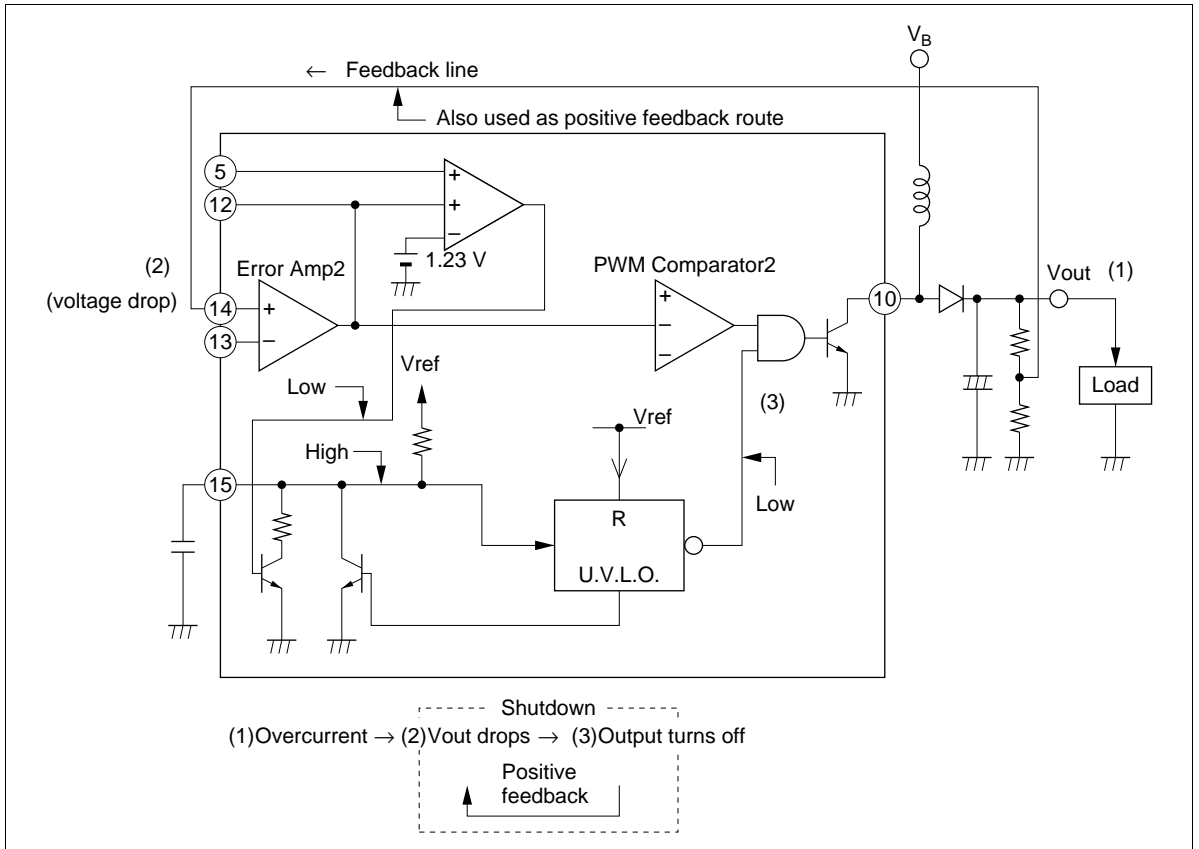 V_B
← Feedback line
Also used as positive feedback route
5
+
12
+
−
1.23 V
(2)
(voltage drop)
Error Amp2
PWM Comparator2
Vout (1)
14
+
13
−
+
−
−
10
Load
Vref
Low
(3)
Vref
High
15
Low
R
U.V.L.O.
Shutdown
(1)Overcurrent → (2)Vout drops → (3)Output turns off
Positive
feedback